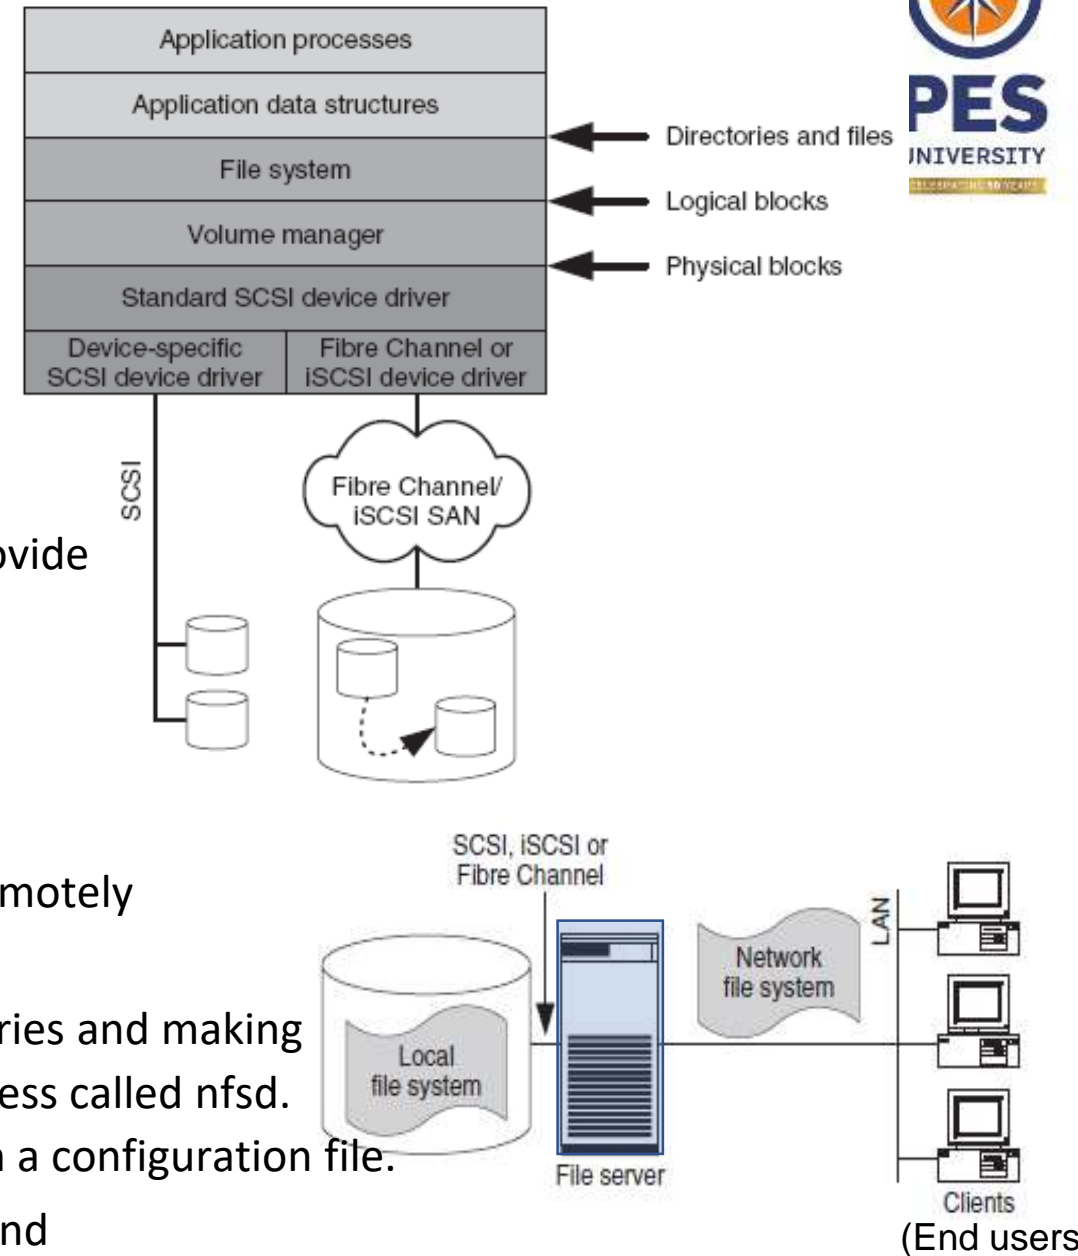 Application processes
Application data structures
File system
Volume manager
Standard SCSI device driver
Device-specific
SCSI device driver
Fibre Channel or
iSCSI device driver
Directories and files
Logical blocks
Physical blocks
PES
UNIVERSITY
CELEBRATING 50 YEARS
SCSI
Fibre Channel/
iSCSI SAN
ovide
SCSI, iSCSI or
Fibre Channel
motely
ries and making
ess called nfsd.
n a configuration file.
nd
Local
file system
File server
Network
file system
LAN
Clients
(End users